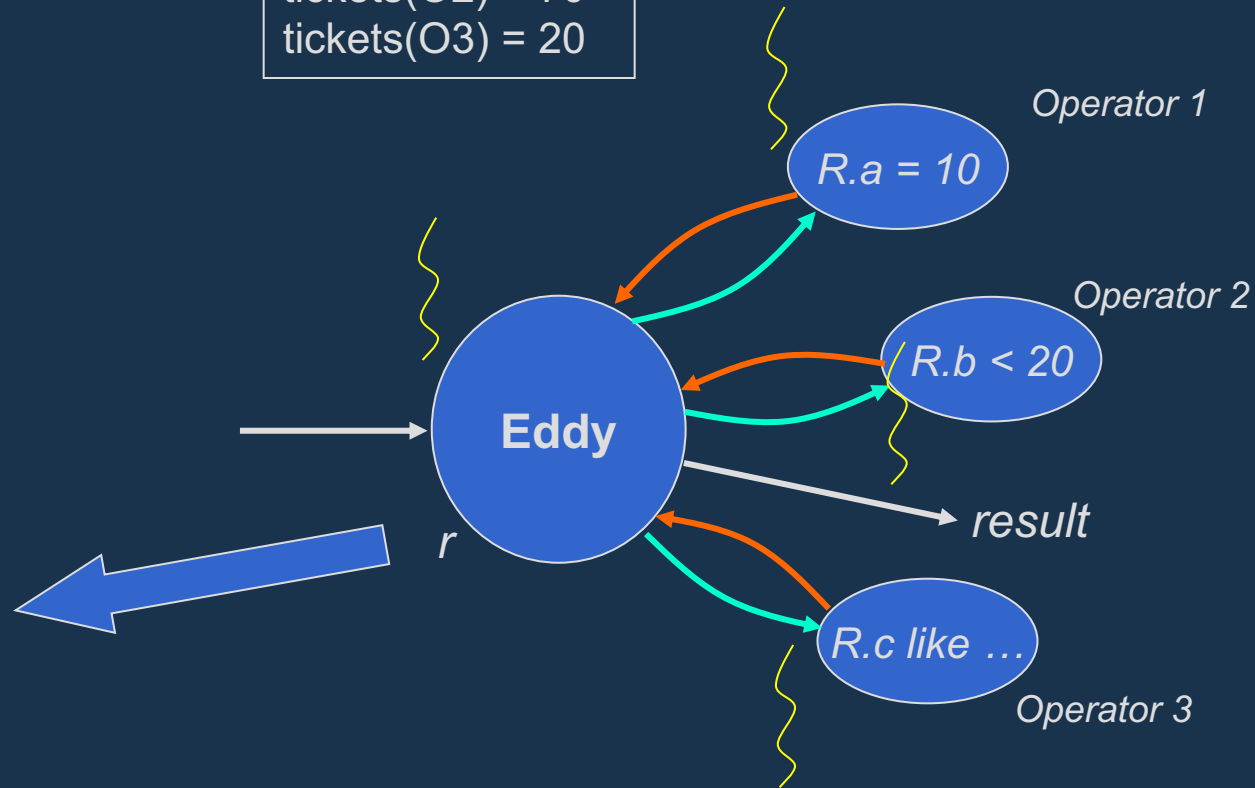 tickets(O3) = 20
Operator 1
R.a = 10
Operator 2
R.b < 20
Eddy
result
r
R.c like …
Operator 3